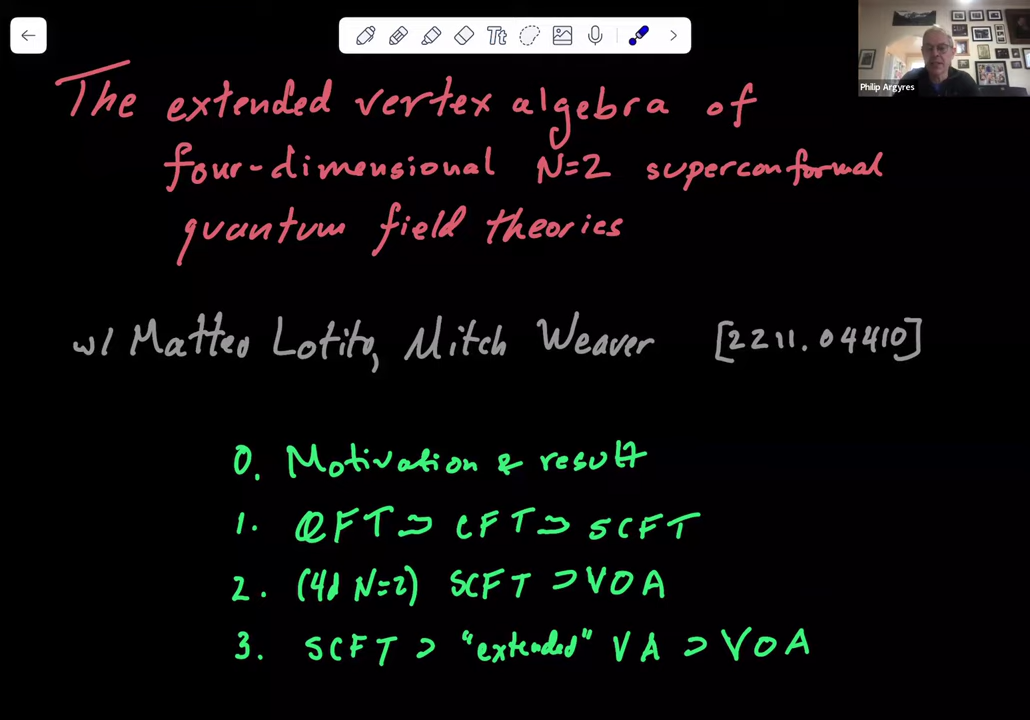 Tt
Philip Argyres
The extended vertex algebra of
four-dimensional N=2 superconformal
quantum field theories
w/ Matteo Lotito, Mitch Weaver [2211.04410]
0. Motivation & result
1. QFT ⊃ CFT ⊃ SCFT
2. (4d N=2) SCFT ⊃ VOA
3. SCFT ⊃ "extended" VA ⊃ VOA